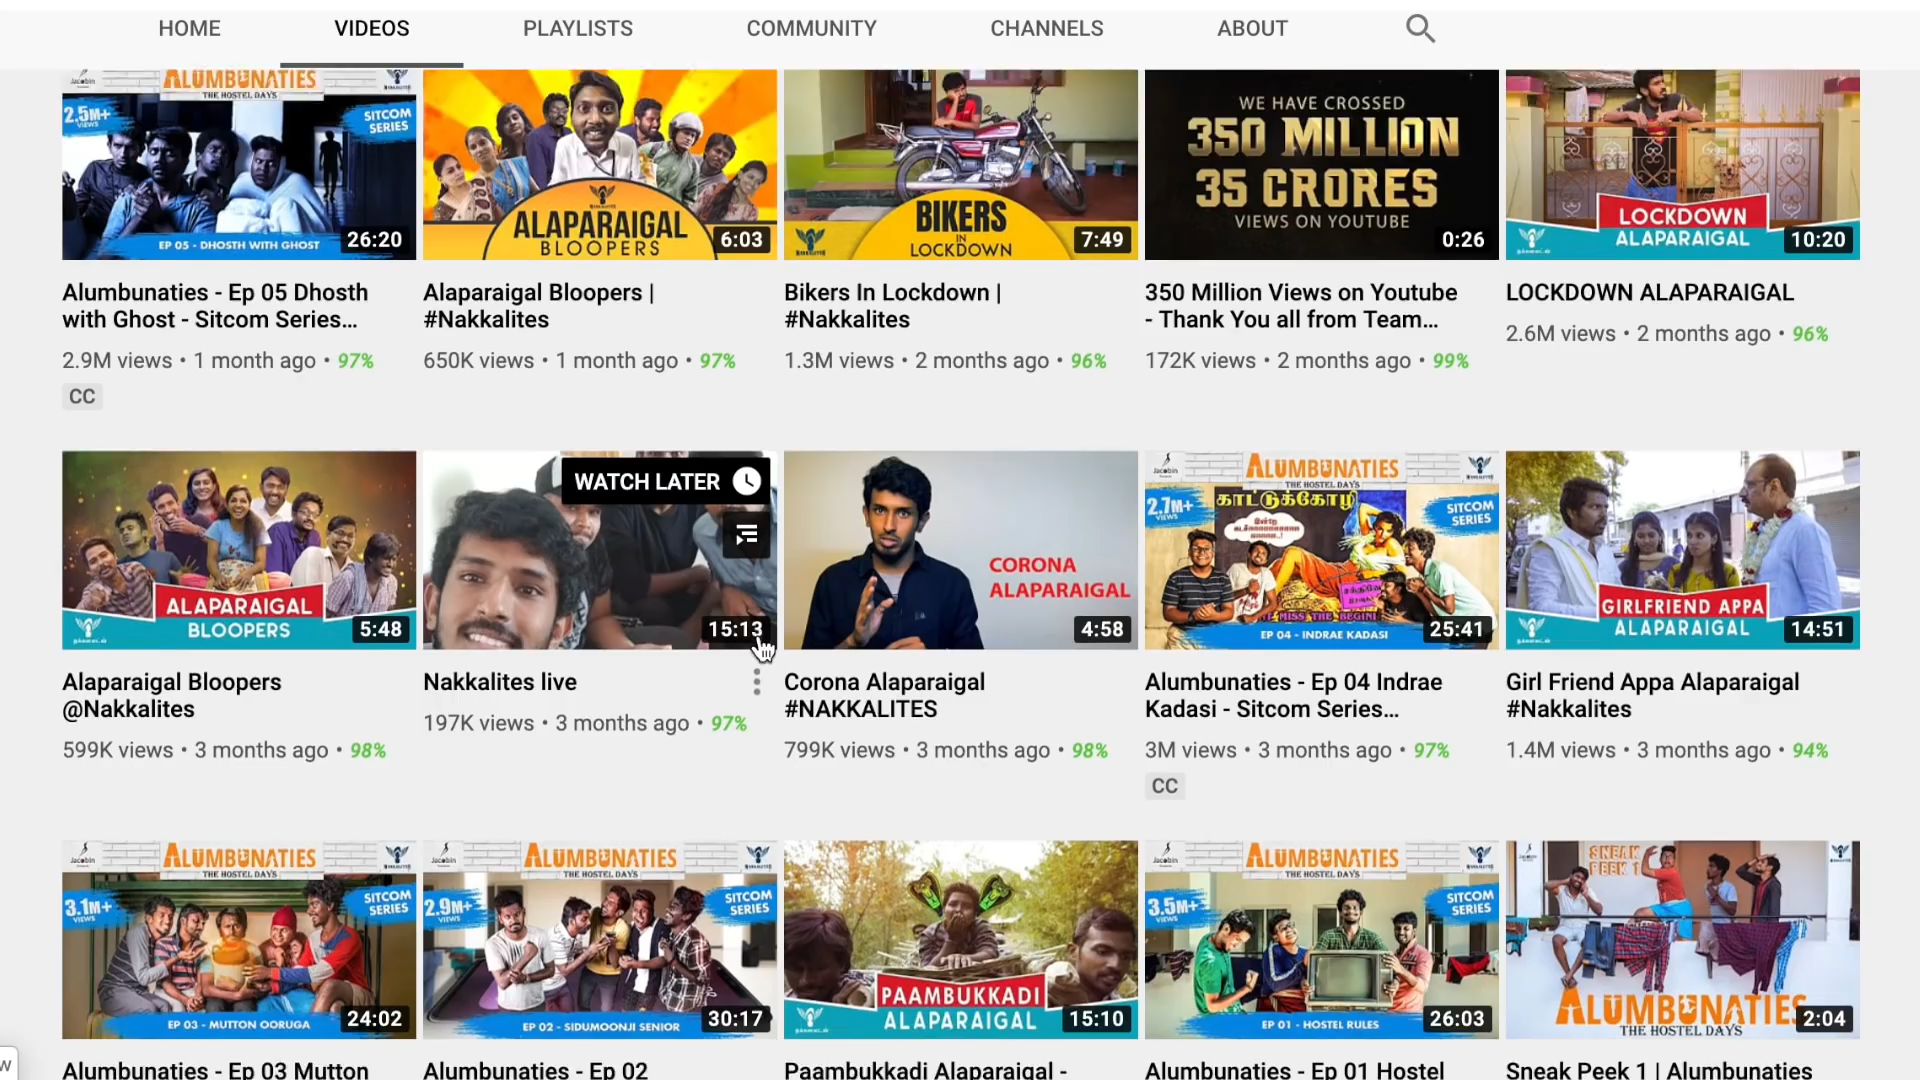 HOME
VIDEOS
PLAYLISTS
COMMUNITY
CHANNELS
ABOUT
Jacobin
ALUMBUNATIES
THE HOSTEL DAYS
2.5M+
VIEWS
SITCOM
SERIES
EP 05 - DHOSTH WITH GHOST
26:20
ALAPARAIGAL
BLOOPERS
6:03
BIKERS
IN
LOCKDOWN
7:49
WE HAVE CROSSED
350 MILLION
35 CRORES
VIEWS ON YOUTUBE
0:26
LOCKDOWN
ALAPARAIGAL
10:20
Alumbunaties - Ep 05 Dhosth
with Ghost - Sitcom Series...
2.9M views • 1 month ago • 97%
CC
Alaparaigal Bloopers |
#Nakkalites
650K views • 1 month ago • 97%
Bikers In Lockdown |
#Nakkalites
1.3M views • 2 months ago • 96%
350 Million Views on Youtube
- Thank You all from Team...
172K views • 2 months ago • 99%
LOCKDOWN ALAPARAIGAL
2.6M views • 2 months ago • 96%
ALAPARAIGAL
BLOOPERS
5:48
WATCH LATER
15:13
CORONA
ALAPARAIGAL
4:58
Jacobin
ALUMBUNATIES
THE HOSTEL DAYS
2.7M+
VIEWS
காட்டுக்கோழி
SITCOM
SERIES
EP 04 - INDRAE KADASI
25:41
GIRLFRIEND APPA
ALAPARAIGAL
14:51
Alaparaigal Bloopers
@Nakkalites
599K views • 3 months ago • 98%
Nakkalites live
197K views • 3 months ago • 97%
Corona Alaparaigal
#NAKKALITES
799K views • 3 months ago • 98%
Alumbunaties - Ep 04 Indrae
Kadasi - Sitcom Series...
3M views • 3 months ago • 97%
CC
Girl Friend Appa Alaparaigal
#Nakkalites
1.4M views • 3 months ago • 94%
Jacobin
ALUMBUNATIES
THE HOSTEL DAYS
3.1M+
VIEWS
SITCOM
SERIES
EP 03 - MUTTON OORUGA
24:02
Jacobin
ALUMBUNATIES
THE HOSTEL DAYS
2.9M+
VIEWS
SITCOM
SERIES
EP 02 - SIDUMOONJI SENIOR
30:17
PAAMBUKKADI
ALAPARAIGAL
15:10
Jacobin
ALUMBUNATIES
THE HOSTEL DAYS
3.5M+
VIEWS
SITCOM
SERIES
EP 01 - HOSTEL RULES
26:03
SNEAK
PEEK 1
ALUMBUNATIES
THE HOSTEL DAYS
2:04
Alumbunaties - Ep 03 Mutton
Alumbunaties - Ep 02
Paambukkadi Alaparaigal -
Alumbunaties - Ep 01 Hostel
Sneak Peek 1 | Alumbunaties